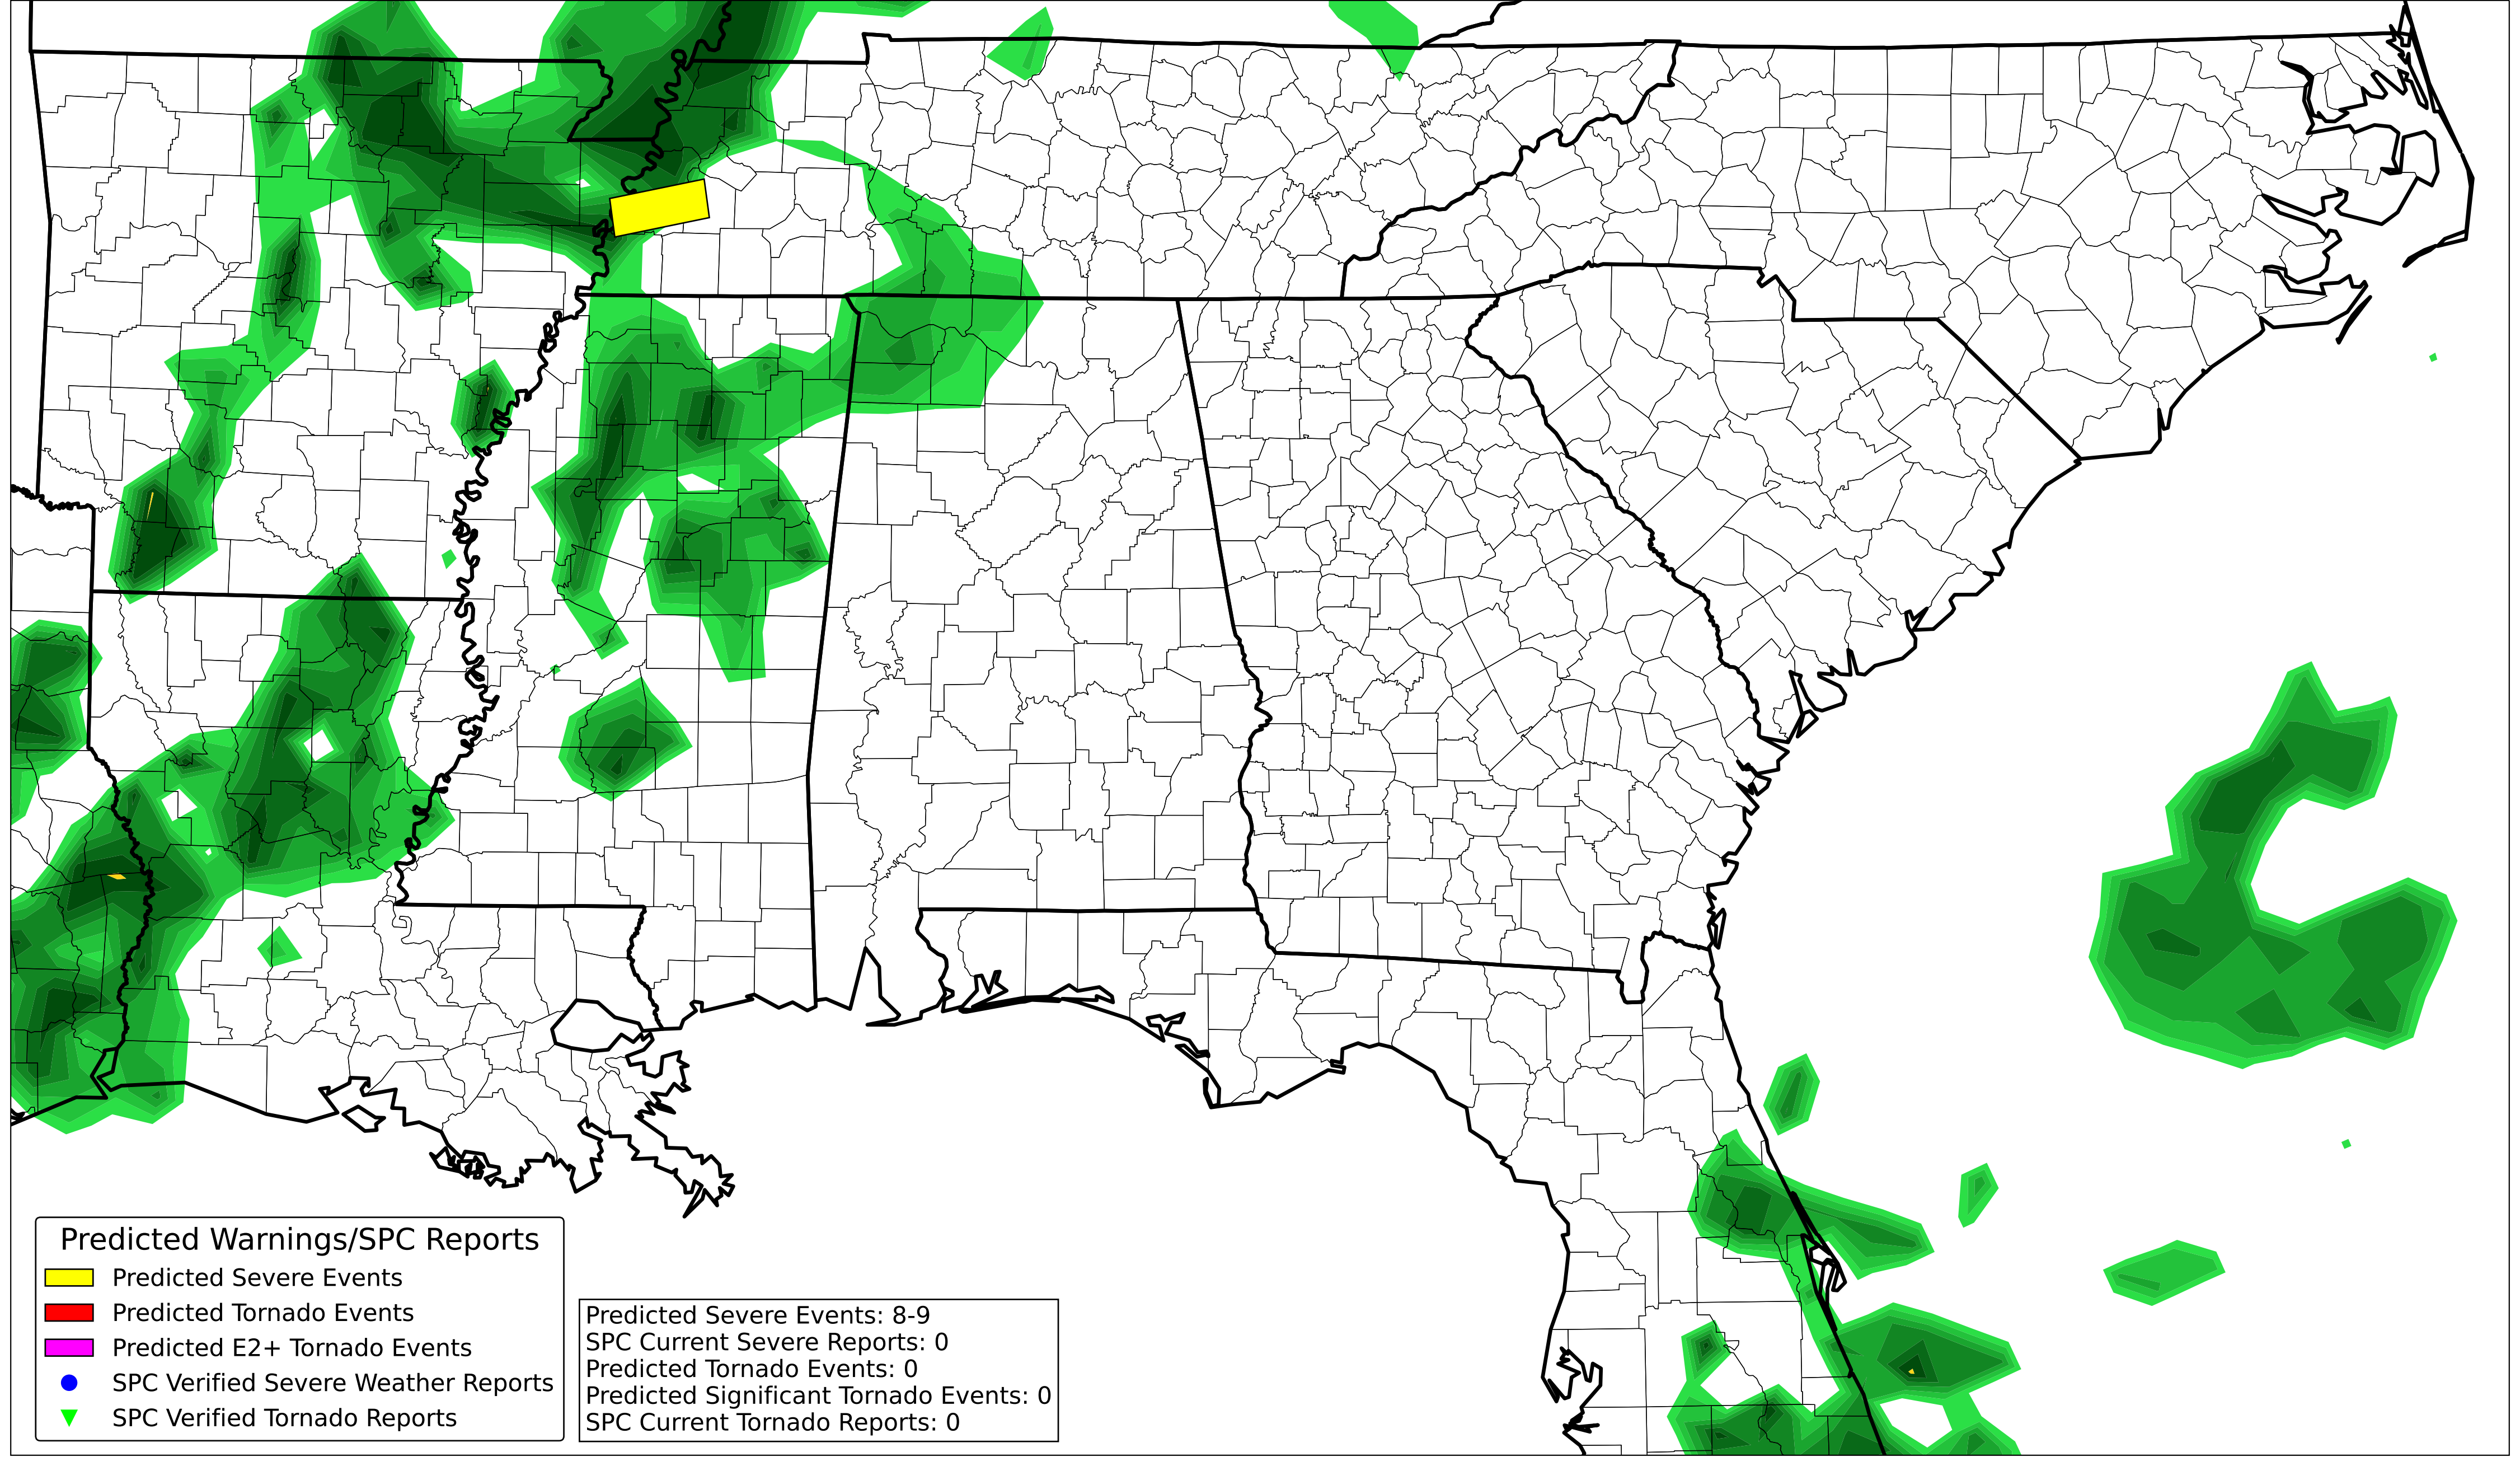 Predicted Warnings/SPC Reports
Predicted Severe Events
Predicted Tornado Events
Predicted E2+ Tornado Events
SPC Verified Severe Weather Reports
SPC Verified Tornado Reports
Predicted Severe Events: 8-9
SPC Current Severe Reports: 0
Predicted Tornado Events: 0
Predicted Significant Tornado Events: 0
SPC Current Tornado Reports: 0